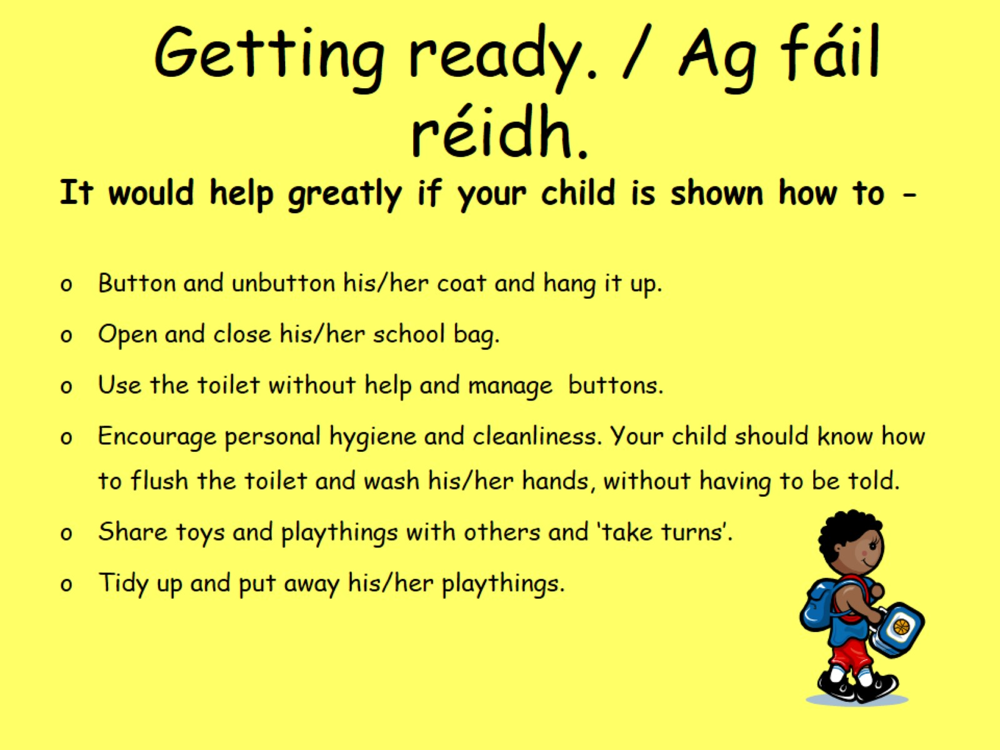 Getting ready. / Ag fáil
réidh.
It would help greatly if your child is shown how to -
o Button and unbutton his/her coat and hang it up.
o Open and close his/her school bag.
o Use the toilet without help and manage  buttons.
o Encourage personal hygiene and cleanliness. Your child should know how
to flush the toilet and wash his/her hands, without having to be told.
o Share toys and playthings with others and ‘take turns’.
o Tidy up and put away his/her playthings.